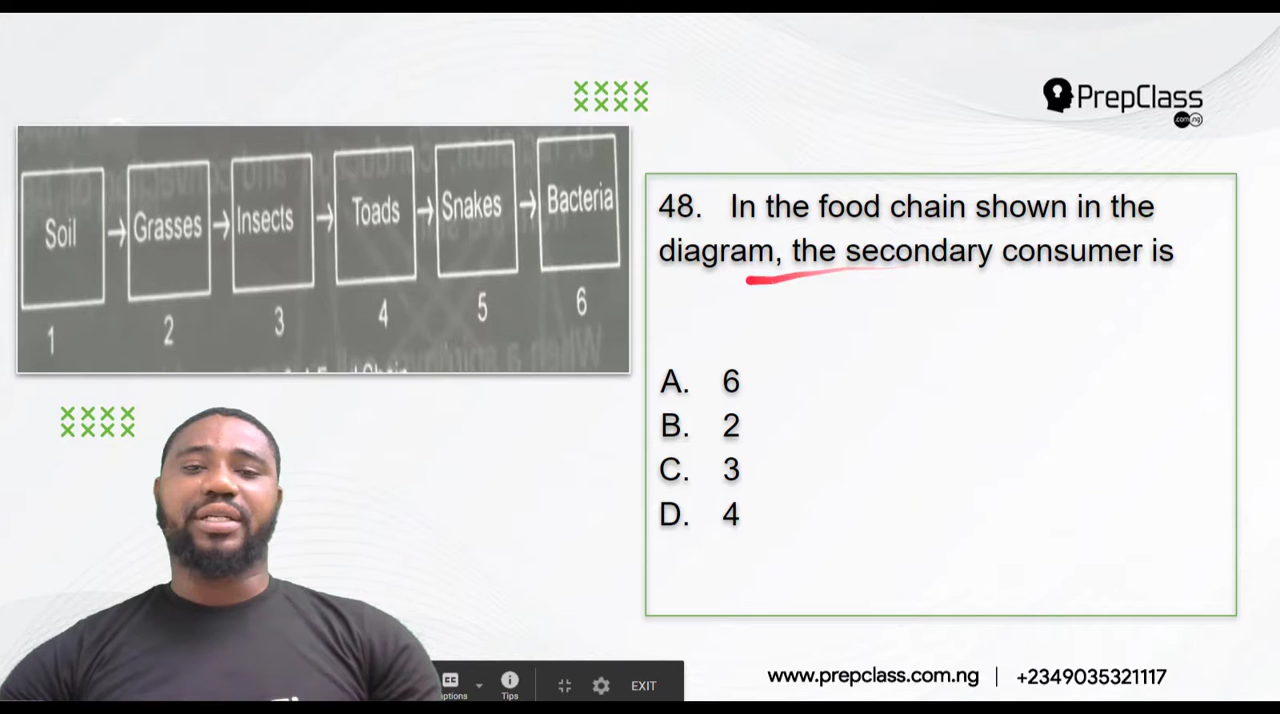 PrepClass
.com.ng
Soil
Grasses
Insects
Toads
Snakes
Bacteria
1
2
3
4
5
6
48. In the food chain shown in the
diagram, the secondary consumer is
A. 6
B. 2
C. 3
D. 4
Tips
EXIT
www.prepclass.com.ng | +2349035321117